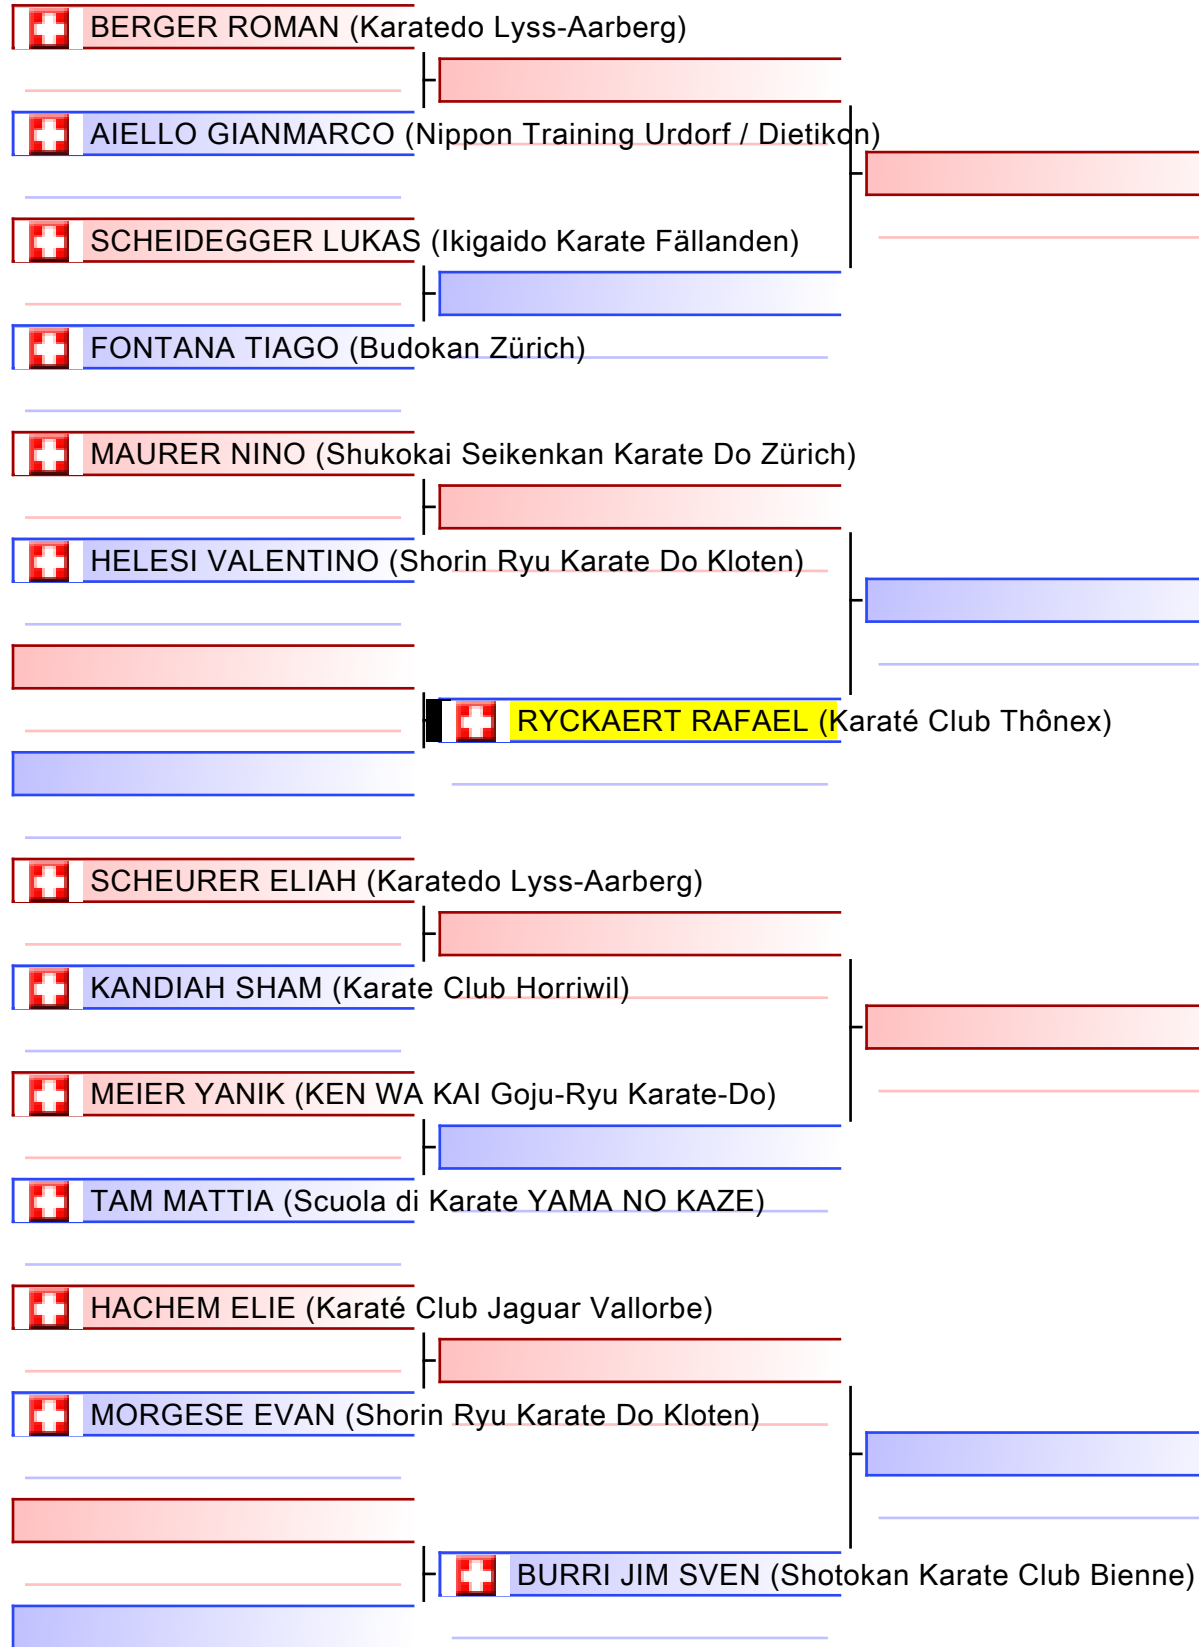 BERGER ROMAN (Karatedo Lyss-Aarberg)
AIELLO GIANMARCO (Nippon Training Urdorf / Dietikon)
SCHEIDEGGER LUKAS (Ikigaido Karate Fällanden)
FONTANA TIAGO (Budokan Zürich)
MAURER NINO (Shukokai Seikenkan Karate Do Zürich)
HELESI VALENTINO (Shorin Ryu Karate Do Kloten)
RYCKAERT RAFAEL (Karaté Club Thônex)
SCHEURER ELIAH (Karatedo Lyss-Aarberg)
KANDIAH SHAM (Karate Club Horriwil)
MEIER YANIK (KEN WA KAI Goju-Ryu Karate-Do)
TAM MATTIA (Scuola di Karate YAMA NO KAZE)
HACHEM ELIE (Karaté Club Jaguar Vallorbe)
MORGESE EVAN (Shorin Ryu Karate Do Kloten)
BURRI JIM SVEN (Shotokan Karate Club Bienne)